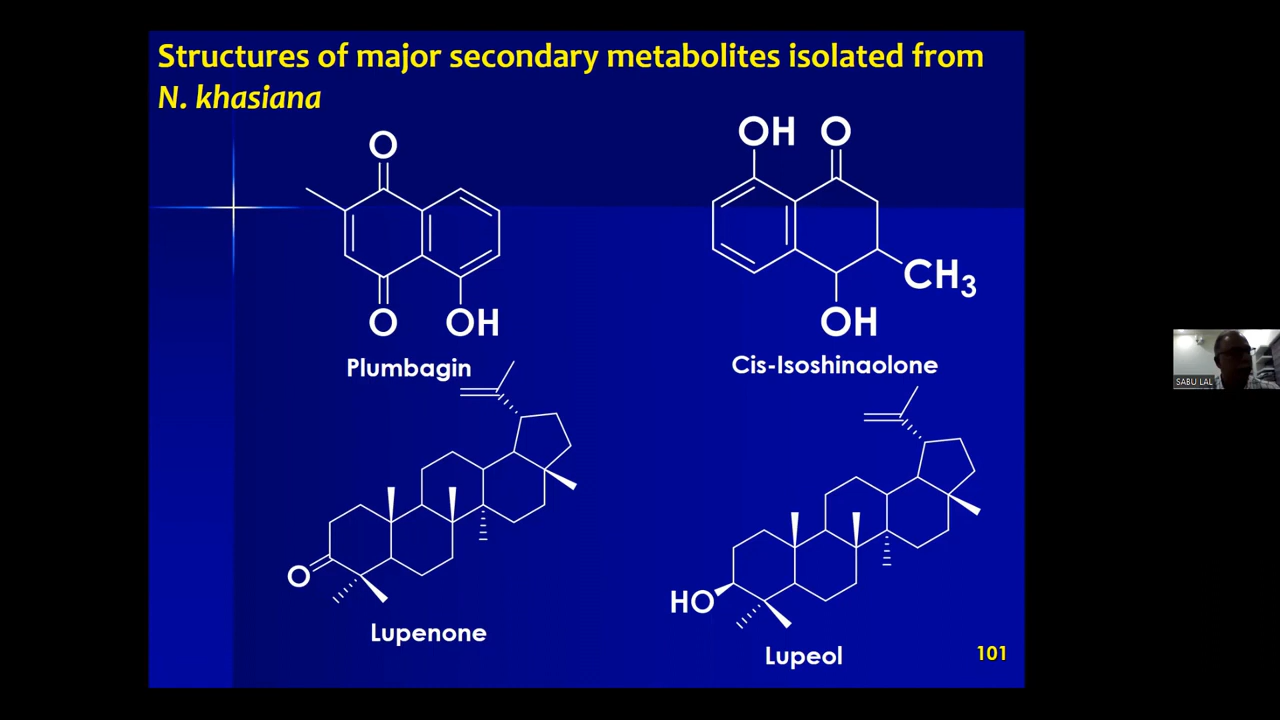 Structures of major secondary metabolites isolated from
N. khasiana
O
OH O
CH3
O OH
OH
Plumbagin
Cis-Isoshinaolone
O
HO
Lupenone
Lupeol
101
SABU LAL